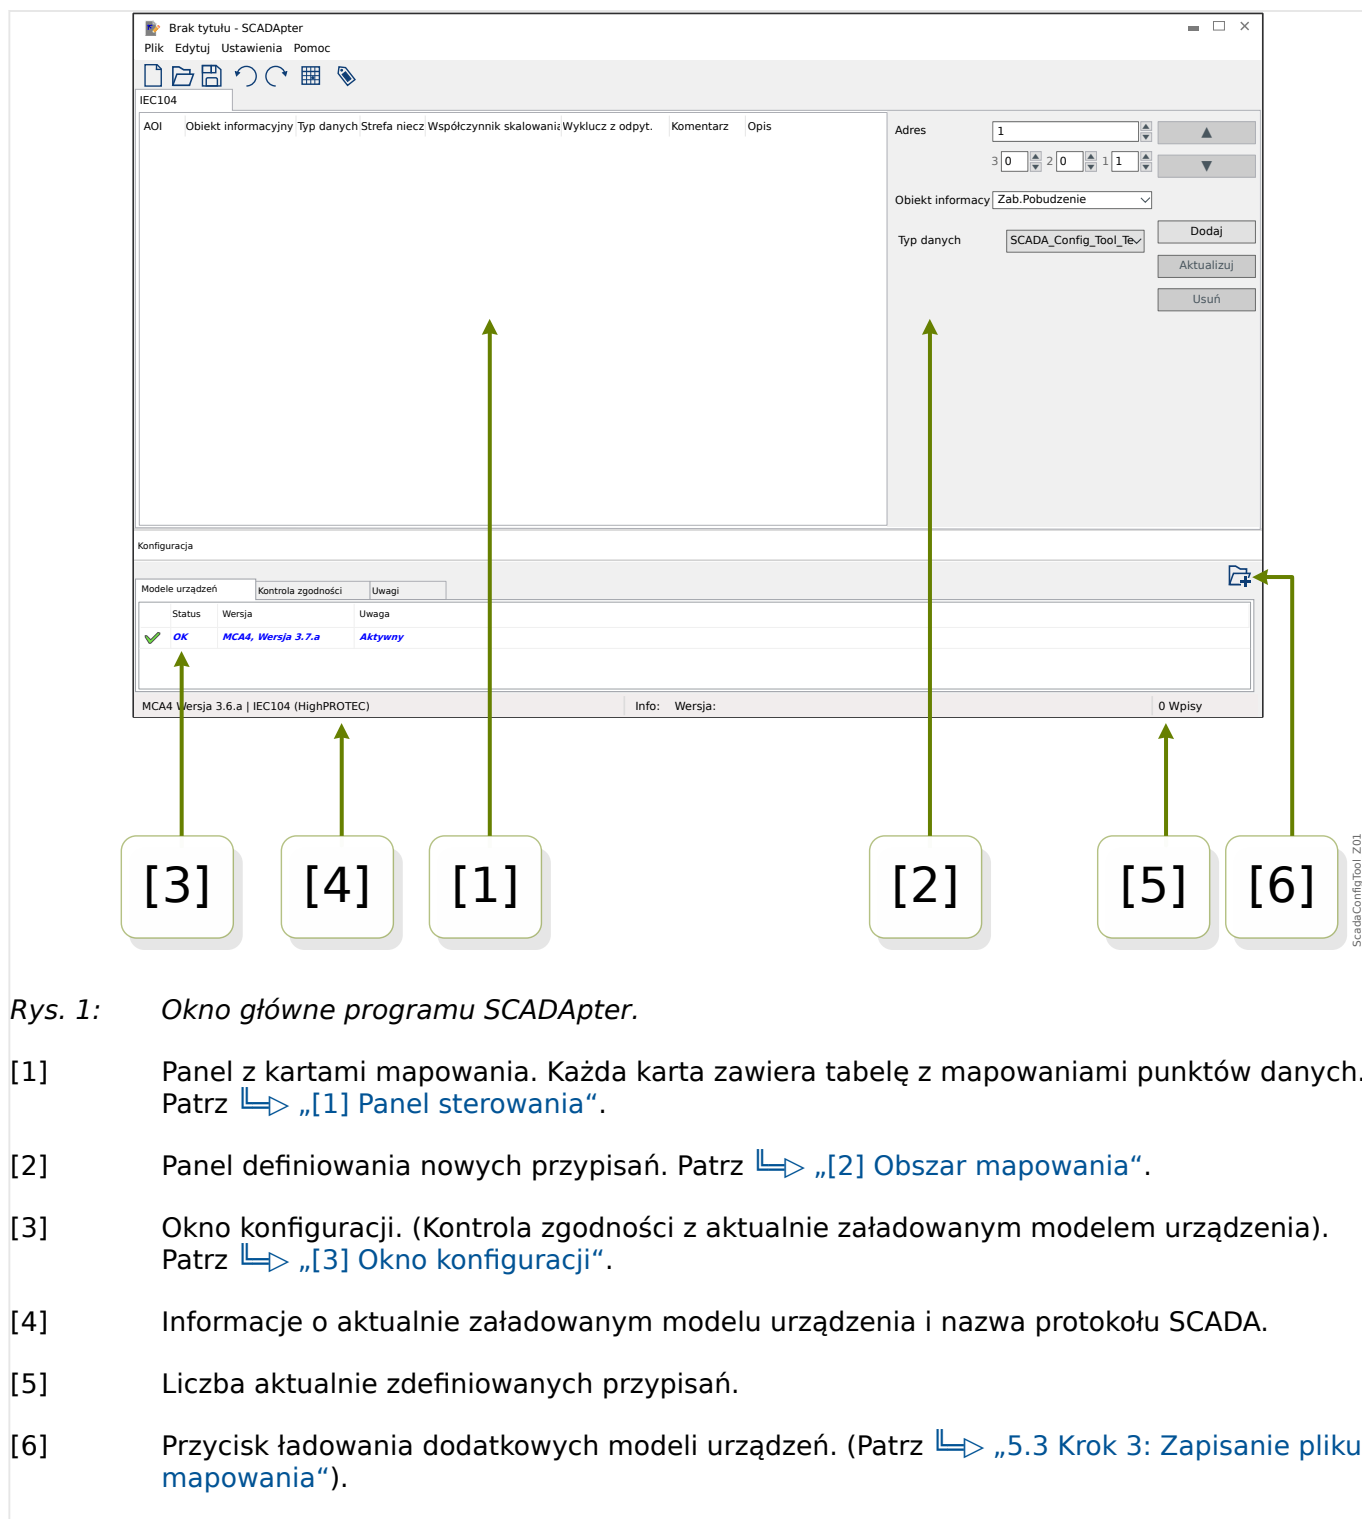 Brak tytułu - SCADApter
Plik Edytuj Ustawienia Pomoc
IEC104
AOI Obiekt informacyjny Typ danych Strefa niecz Współczynnik skalowania Wyklucz z odpyt. Komentarz Opis
Adres 1
3 0 2 0 1 1
Obiekt informacy Zab.Pobudzenie
Typ danych SCADA_Config_Tool_Te
Dodaj
Aktualizuj
Usuń
Konfiguracja
Modele urządzeń Kontrola zgodności Uwagi
Status Wersja Uwaga
OK MCA4, Wersja 3.7.a Aktywny
MCA4 Wersja 3.6.a | IEC104 (HighPROTEC) Info: Wersja: 0 Wpisy
[3] [4] [1] [2] [5] [6]
ScadaConfigTool_Z01
Rys. 1: Okno główne programu SCADApter.
[1] Panel z kartami mapowania. Każda karta zawiera tabelę z mapowaniami punktów danych.
Patrz „[1] Panel sterowania“.
[2] Panel definiowania nowych przypisań. Patrz „[2] Obszar mapowania“.
[3] Okno konfiguracji. (Kontrola zgodności z aktualnie załadowanym modelem urządzenia).
Patrz „[3] Okno konfiguracji“.
[4] Informacje o aktualnie załadowanym modelu urządzenia i nazwa protokołu SCADA.
[5] Liczba aktualnie zdefiniowanych przypisań.
[6] Przycisk ładowania dodatkowych modeli urządzeń. (Patrz „5.3 Krok 3: Zapisanie pliku
mapowania“).